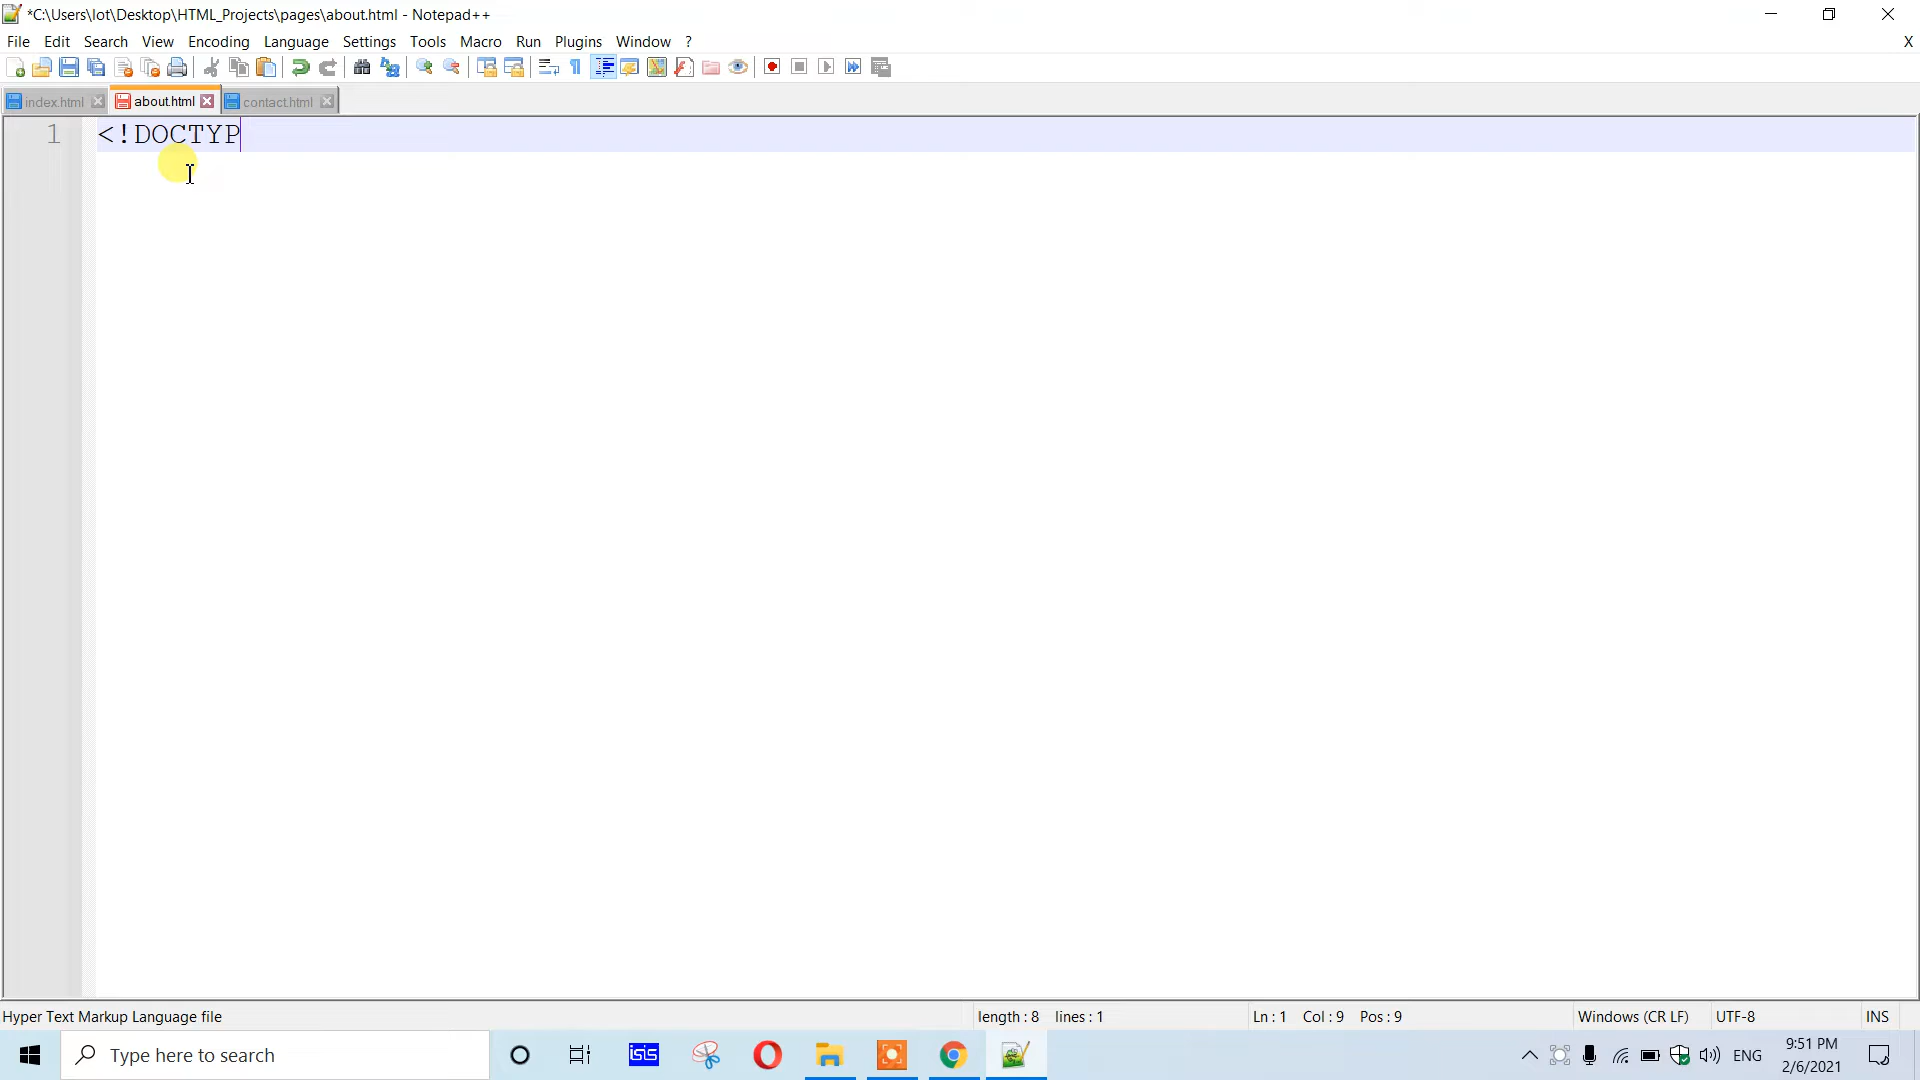 *C:\Users\lot\Desktop\HTML_Projects\pages\about.html - Notepad++
File Edit Search View Encoding Language Settings Tools Macro Run Plugins Window ? X
index.html about.html contact.html
1 <!DOCTYP
Hyper Text Markup Language file length : 8 lines : 1 Ln : 1 Col : 9 Pos : 9 Windows (CR LF) UTF-8 INS
Type here to search isis ENG 9:51 PM
2/6/2021